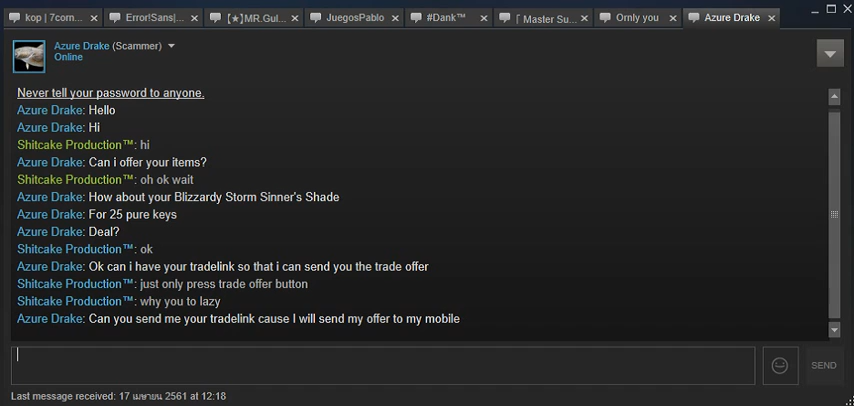 kop | 7corn...
Error!Sans|...
【★】MR.Gul...
JuegosPablo
#Dank™
「 Master Su...
Ornly you
Azure Drake
Azure Drake (Scammer)
Online
Never tell your password to anyone.
Azure Drake: Hello
Azure Drake: Hi
Shitcake Production™: hi
Azure Drake: Can i offer your items?
Shitcake Production™: oh ok wait
Azure Drake: How about your Blizzardy Storm Sinner's Shade
Azure Drake: For 25 pure keys
Azure Drake: Deal?
Shitcake Production™: ok
Azure Drake: Ok can i have your tradelink so that i can send you the trade offer
Shitcake Production™: just only press trade offer button
Shitcake Production™: why you to lazy
Azure Drake: Can you send me your tradelink cause I will send my offer to my mobile
SEND
Last message received: 17 เมษายน 2561 at 12:18